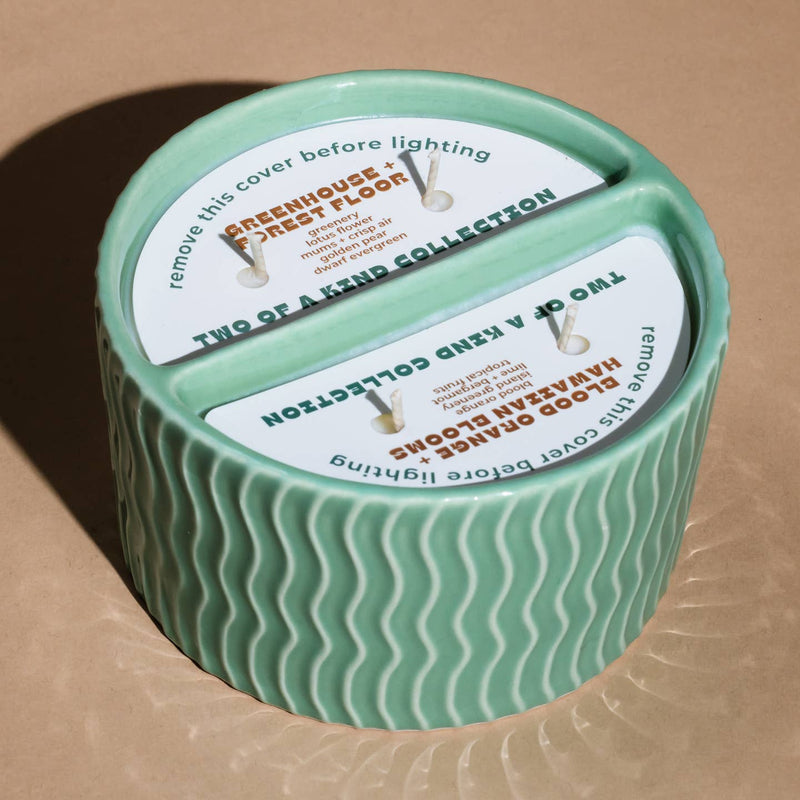 remove this cover before lighting
GREENHOUSE +
FOREST FLOOR
greenery
lotus flower
mums + crisp air
golden pear
dwarf evergreen
TWO OF A KIND COLLECTION
remove this cover before lighting
BLOOD ORANGE +
HAWAIIAN BLOOMS
blood orange
island greenery
lime + bergamot
tropical fruits
TWO OF A KIND COLLECTION